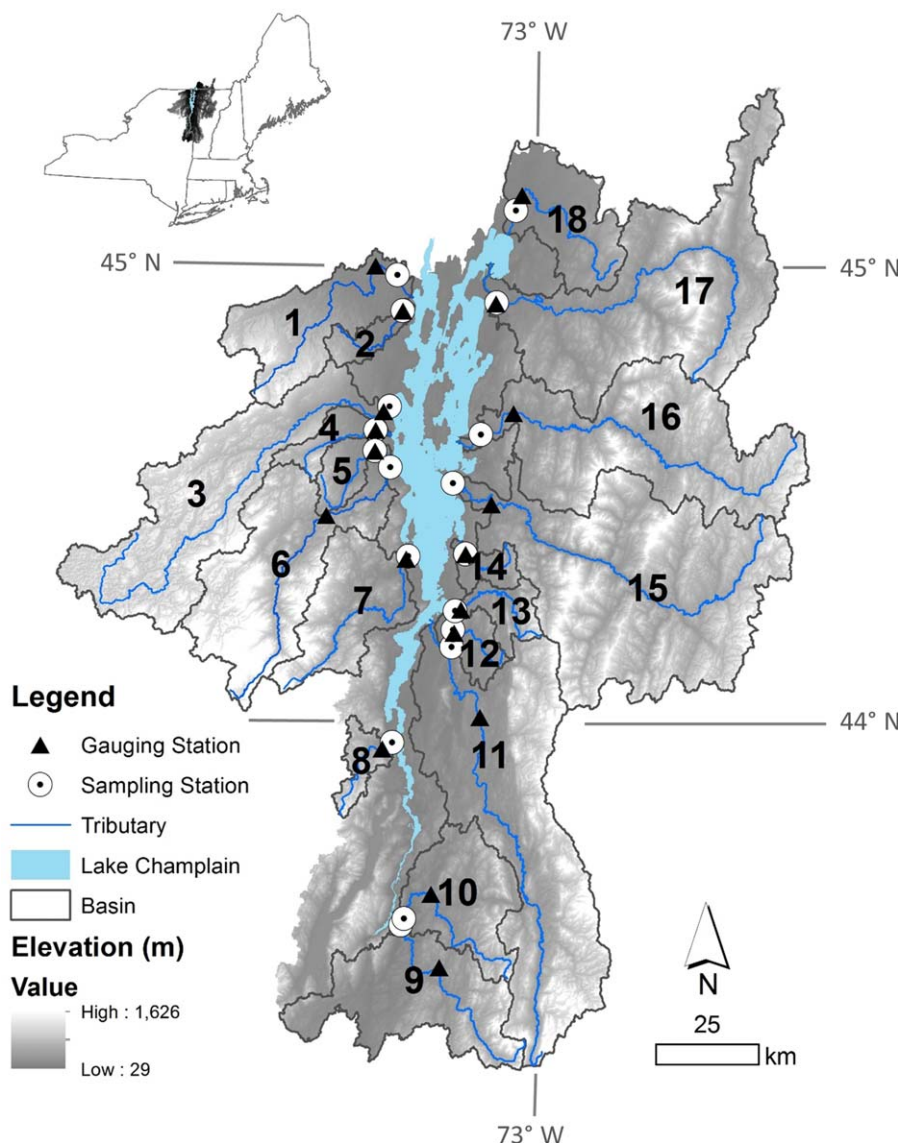 73° W
45° N
45° N
18
17
1
2
16
4
3
5
6
7
14
15
13
12
Legend
44° N
Gauging Station
11
8
Sampling Station
Tributary
Lake Champlain
10
Basin
Elevation (m)
N
Value
9
High : 1,626
25
km
Low : 29
73° W